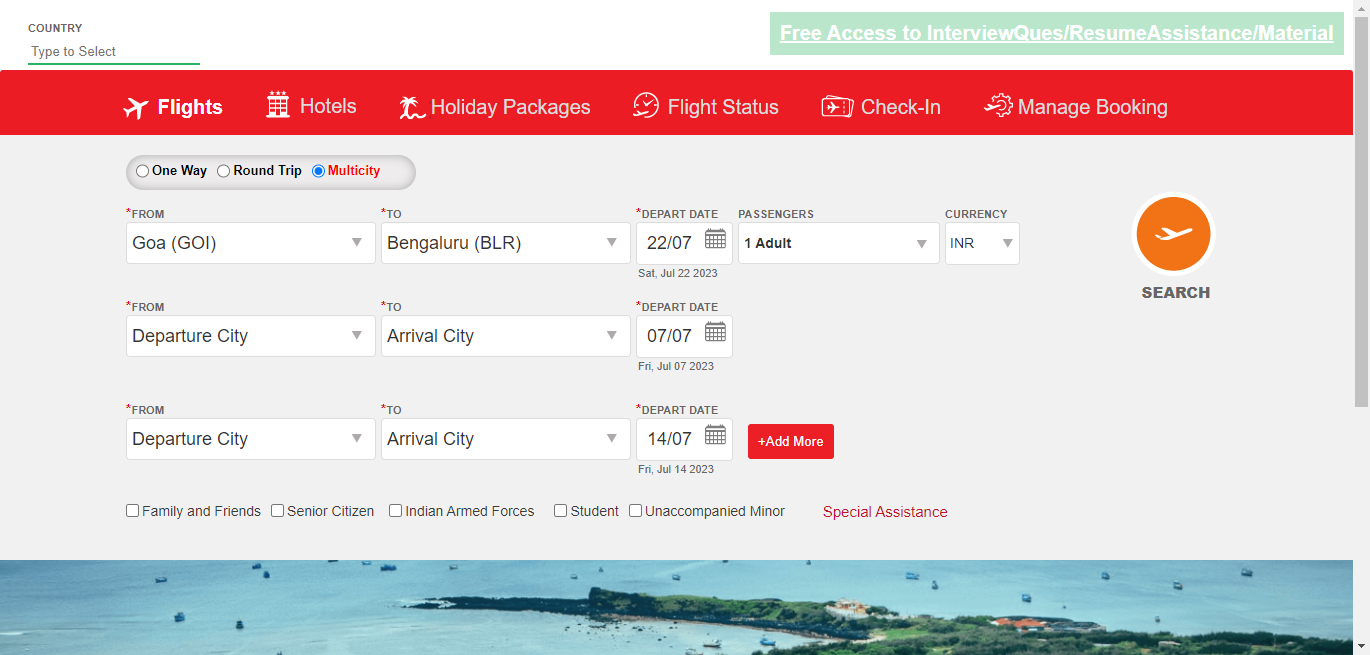 COUNTRY
Type to Select
Free Access to InterviewQues/ResumeAssistance/Material
Flights Hotels Holiday Packages Flight Status Check-In Manage Booking
One Way Round Trip Multicity
*FROM *TO *DEPART DATE PASSENGERS CURRENCY
Goa (GOI) Bengaluru (BLR) 22/07 1 Adult INR
Sat, Jul 22 2023
SEARCH
*FROM *TO *DEPART DATE
Departure City Arrival City 07/07
Fri, Jul 07 2023
*FROM *TO *DEPART DATE
Departure City Arrival City 14/07 +Add More
Fri, Jul 14 2023
Family and Friends Senior Citizen Indian Armed Forces Student Unaccompanied Minor Special Assistance